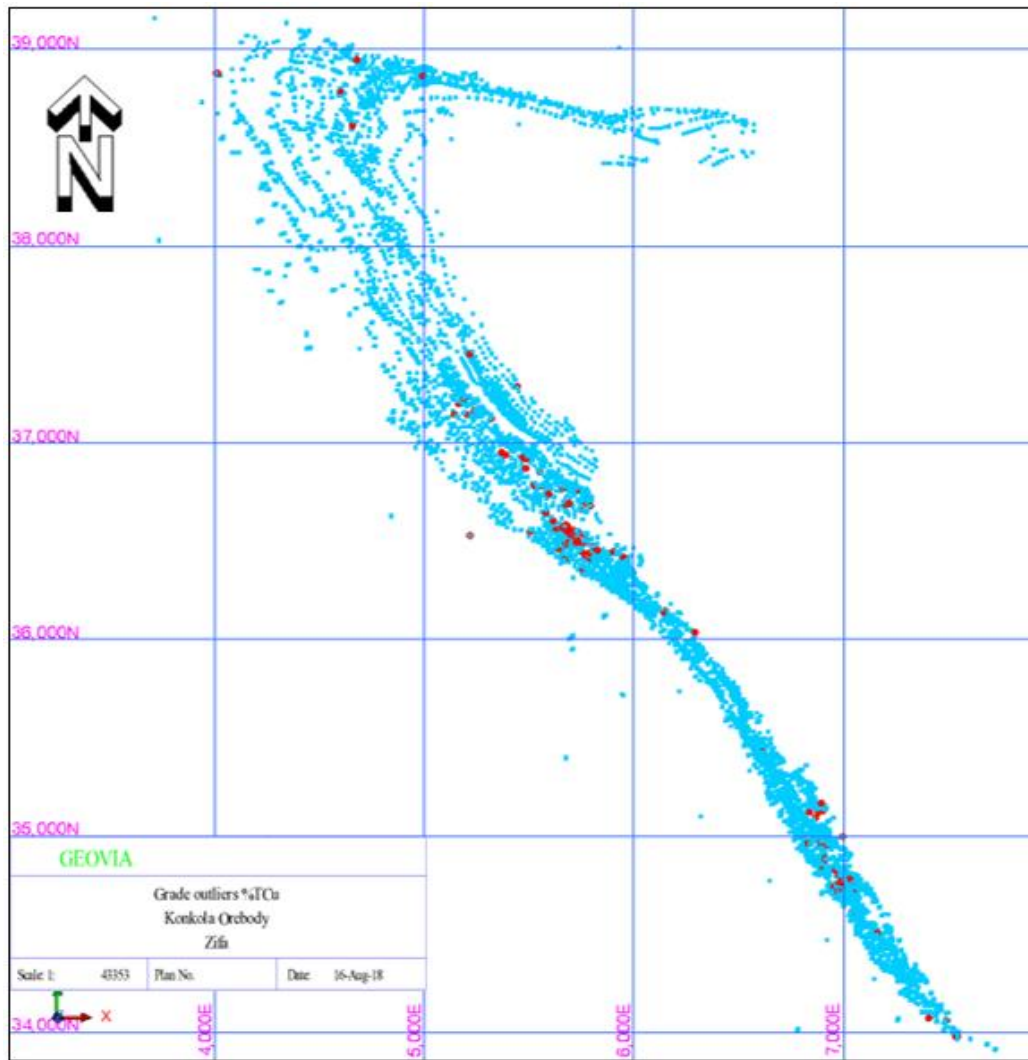 39,000N
N
38,000N
37,000N
36,000N
35,000N
GEOVIA
Grade outliers %TCu
Konkola Orebody
Zifa
Scale 1: 43353 Plan No. Date: 16-Aug-18
X
34,000N
4,000E 5,000E 6,000E 7,000E